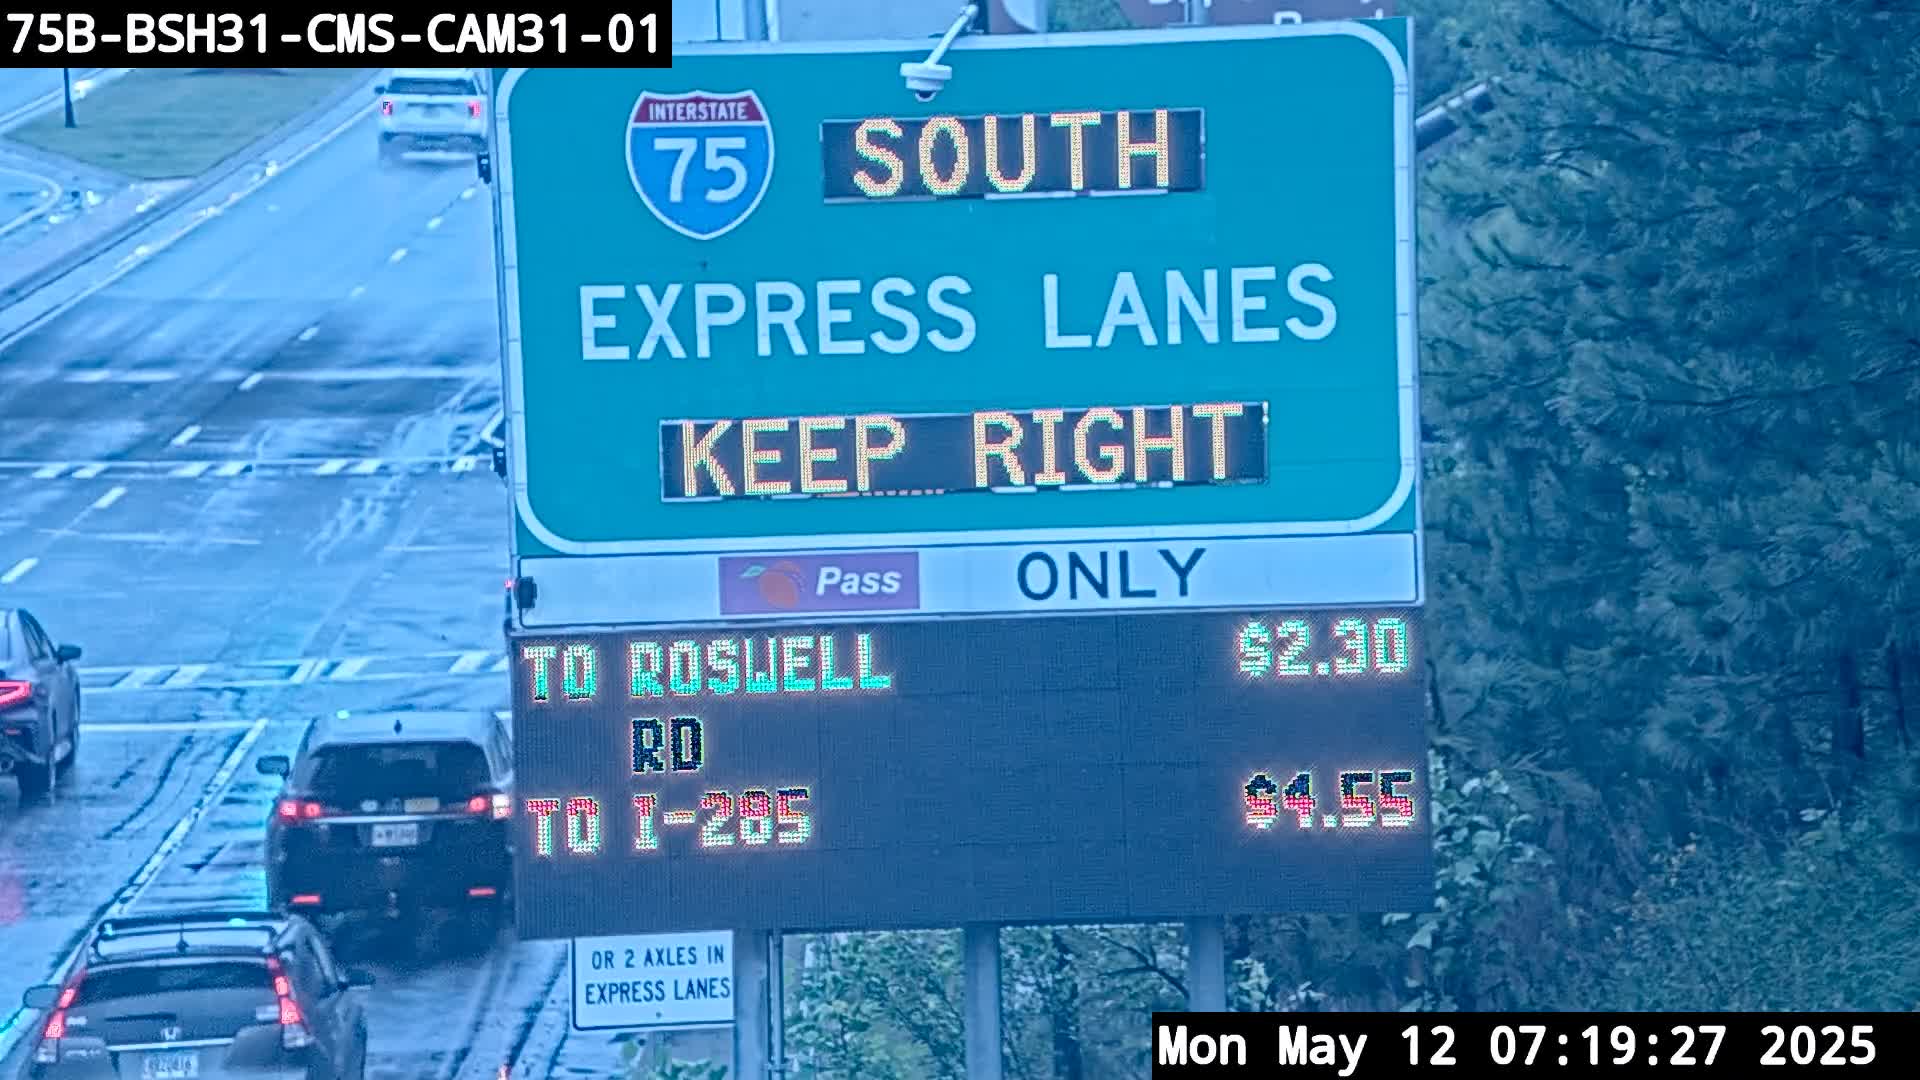 75B-BSH31-CMS-CAM31-01
INTERSTATE
75
SOUTH
EXPRESS LANES
KEEP RIGHT
Pass ONLY
TO ROSWELL $2.30
RD
TO I-285 $4.55
OR 2 AXLES IN
EXPRESS LANES
Mon May 12 07:19:27 2025